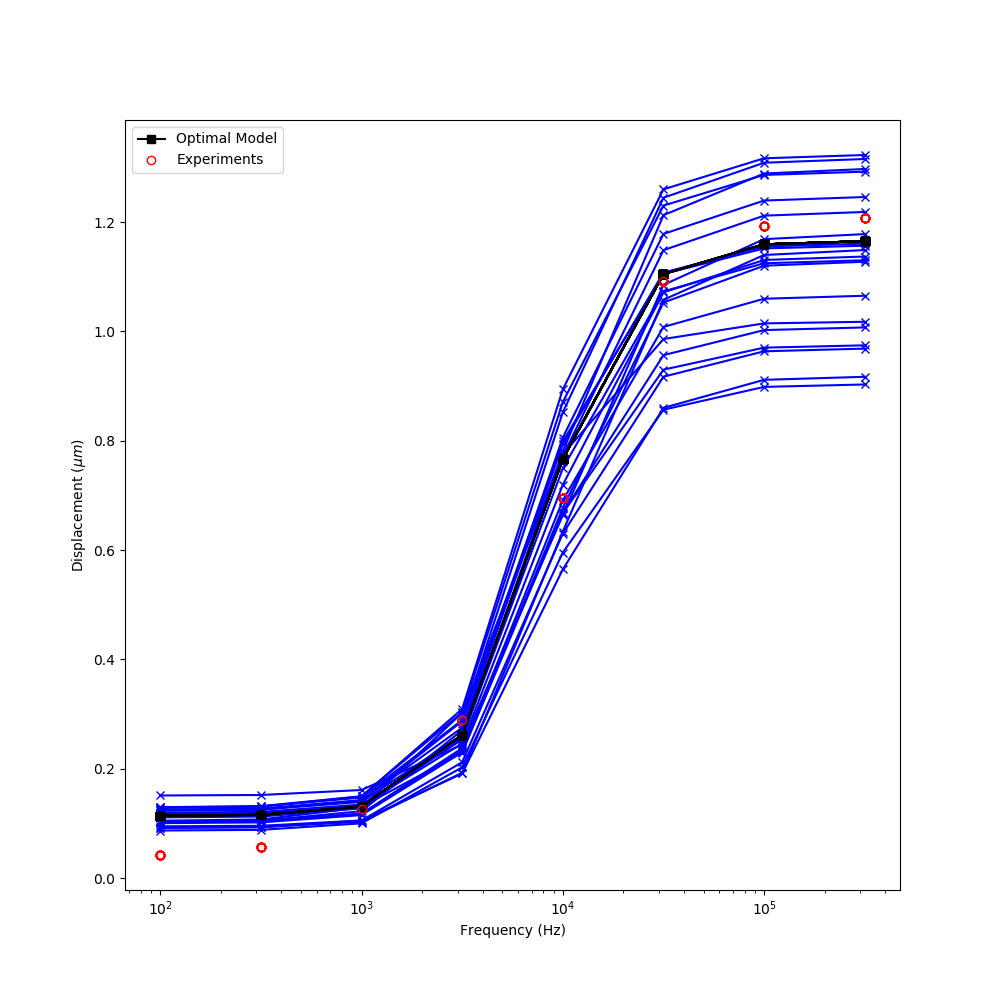 Optimal Model
Experiments
1.2
1.0
0.8
0.6
0.4
0.2
0.0
Displacement (μm)
10² 10³ 10⁴ 10⁵
Frequency (Hz)